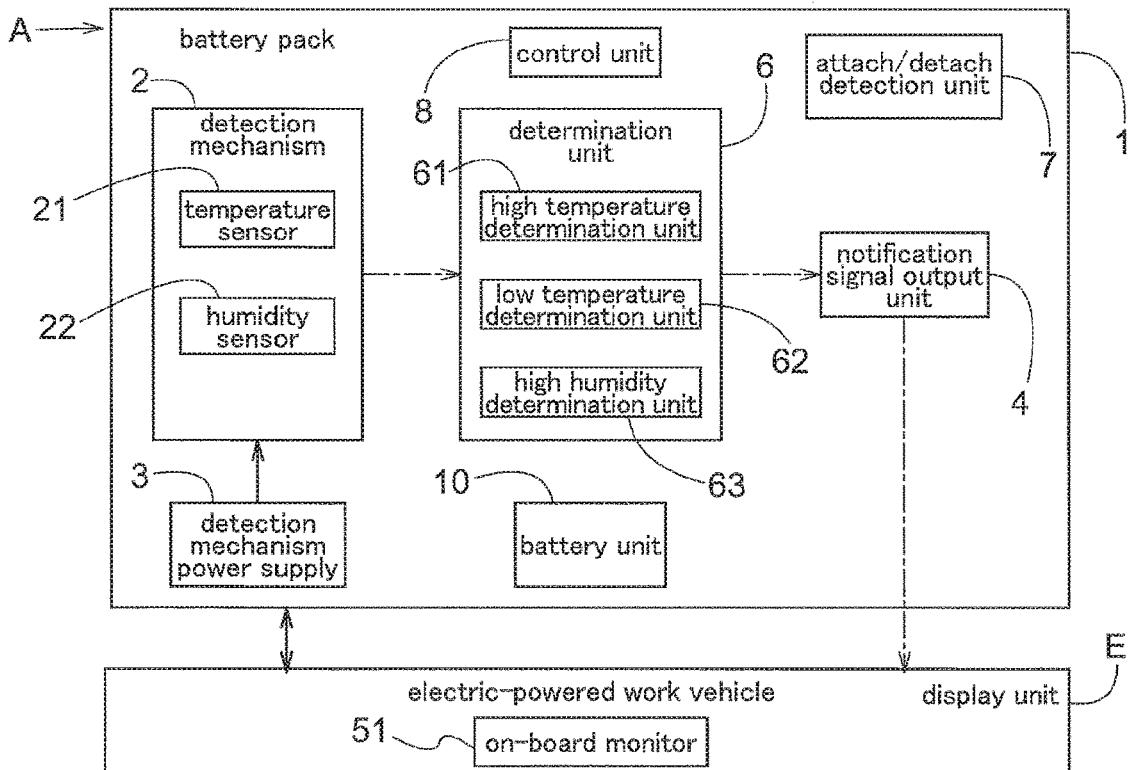 A
battery pack
8
control unit
6
attach/detach
detection unit
7
1
2
detection
mechanism
21
temperature
sensor
22
humidity
sensor
determination
unit
61
high temperature
determination unit
low temperature
determination unit
62
high humidity
determination unit
63
notification
signal output
unit
4
3
detection
mechanism
power supply
10
battery unit
E
electric-powered work vehicle
display unit
51
on-board monitor